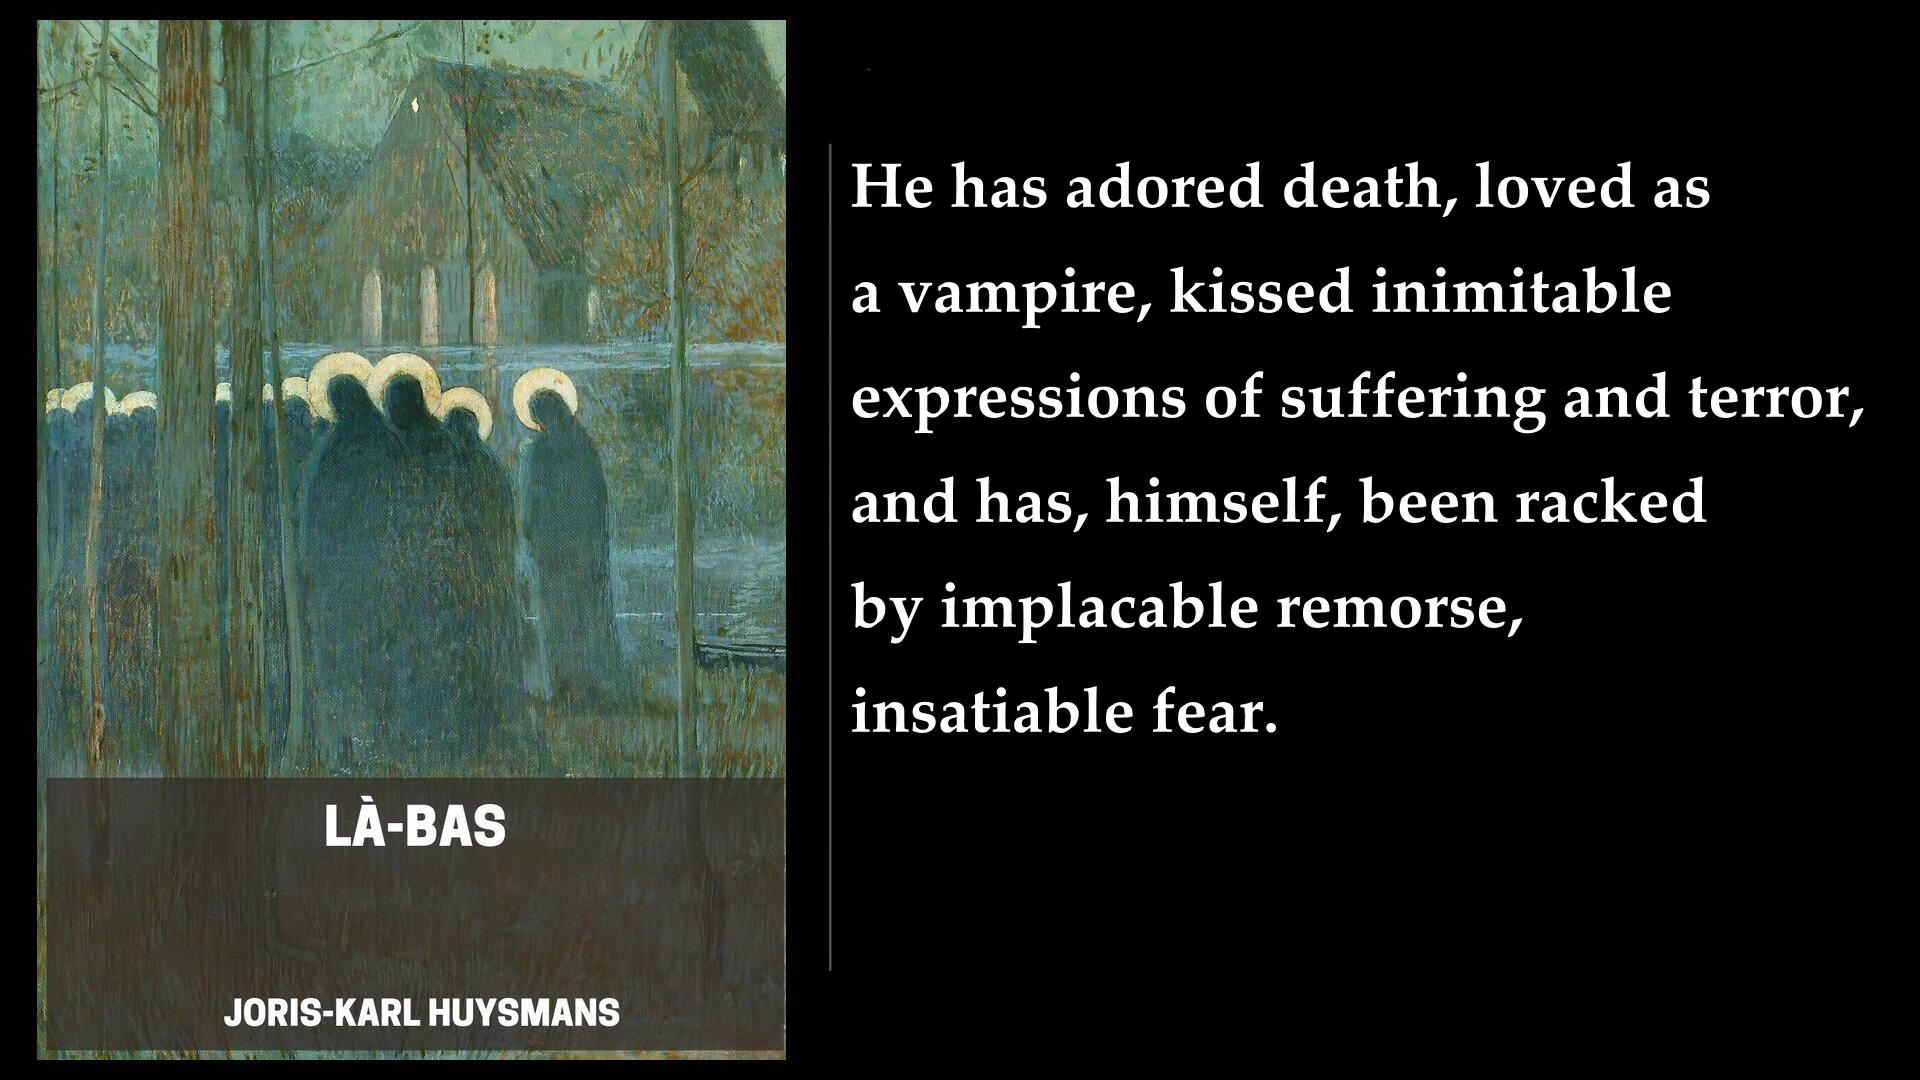 He has adored death, loved as
a vampire, kissed inimitable
expressions of suffering and terror,
and has, himself, been racked
by implacable remorse,
insatiable fear.
LÀ-BAS
JORIS-KARL HUYSMANS